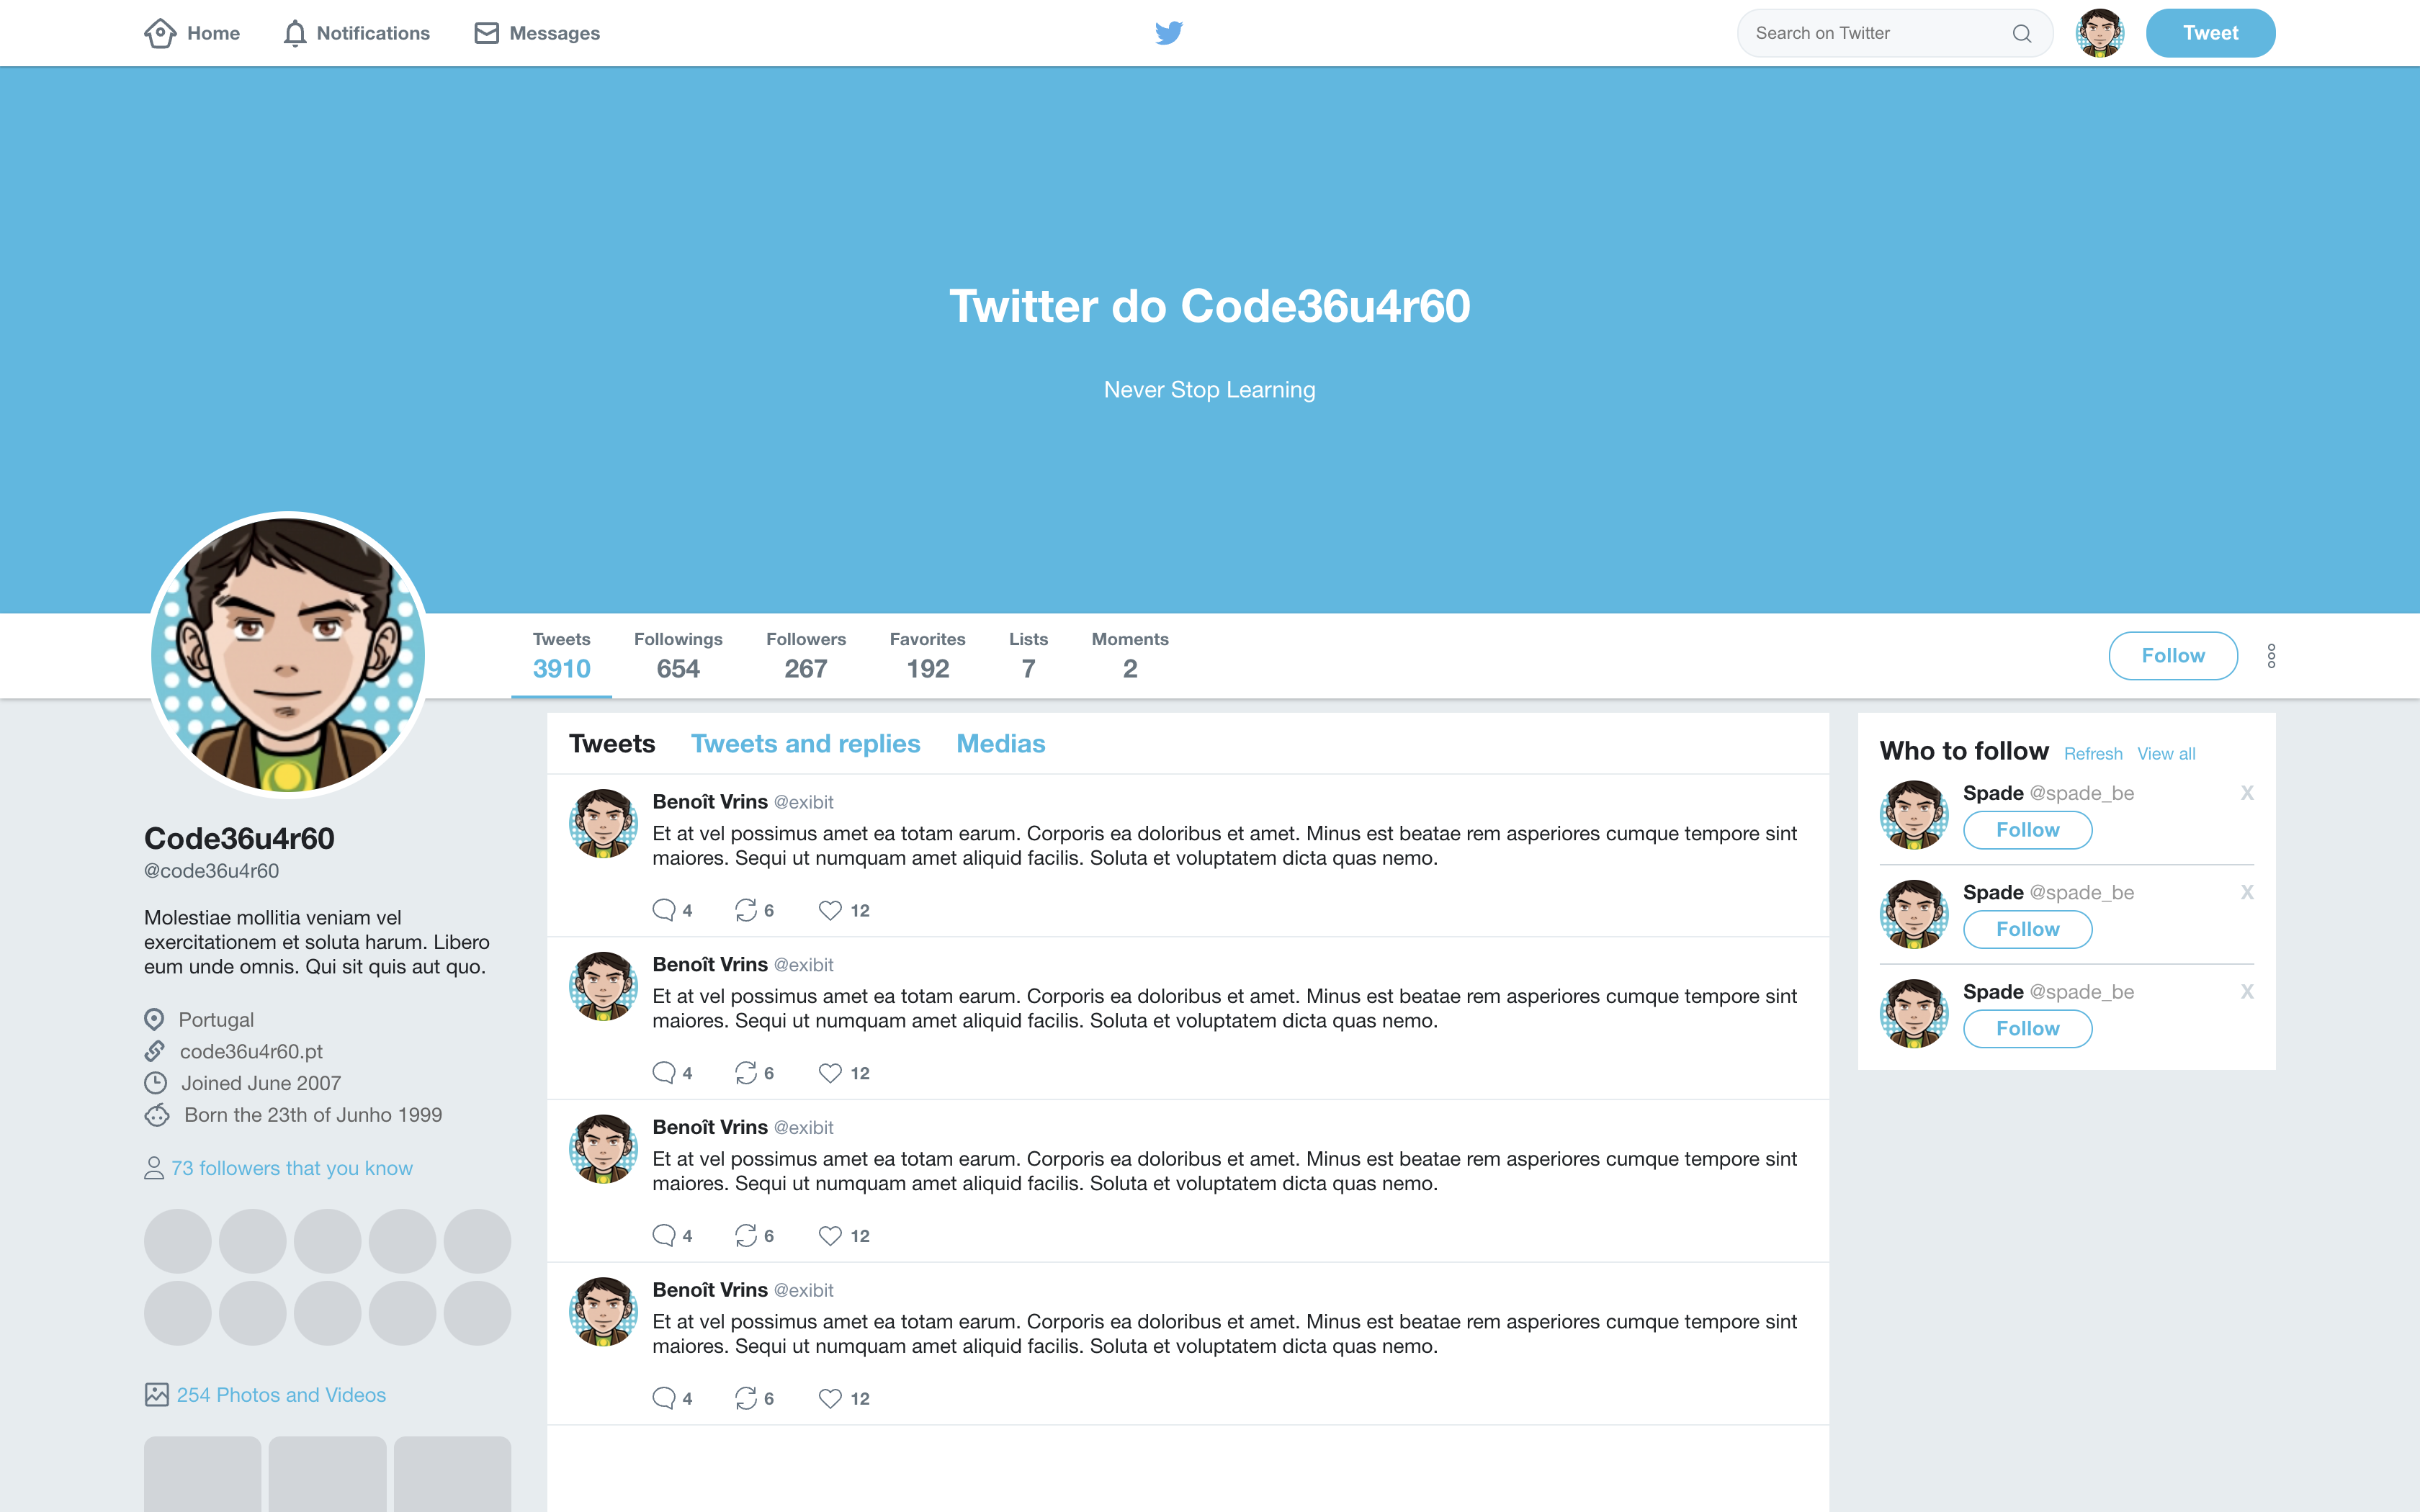 Home Notifications Messages Search on Twitter Tweet
Twitter do Code36u4r60
Never Stop Learning
Tweets Followings Followers Favorites Lists Moments
3910 654 267 192 7 2
Follow
Code36u4r60
@code36u4r60
Molestiae mollitia veniam vel
exercitationem et soluta harum. Libero
eum unde omnis. Qui sit quis aut quo.
Portugal
code36u4r60.pt
Joined June 2007
Born the 23th of Junho 1999
73 followers that you know
254 Photos and Videos
Tweets Tweets and replies Medias
Benoît Vrins @exibit
Et at vel possimus amet ea totam earum. Corporis ea doloribus et amet. Minus est beatae rem asperiores cumque tempore sint
maiores. Sequi ut numquam amet aliquid facilis. Soluta et voluptatem dicta quas nemo.
4 6 12
Benoît Vrins @exibit
Et at vel possimus amet ea totam earum. Corporis ea doloribus et amet. Minus est beatae rem asperiores cumque tempore sint
maiores. Sequi ut numquam amet aliquid facilis. Soluta et voluptatem dicta quas nemo.
4 6 12
Benoît Vrins @exibit
Et at vel possimus amet ea totam earum. Corporis ea doloribus et amet. Minus est beatae rem asperiores cumque tempore sint
maiores. Sequi ut numquam amet aliquid facilis. Soluta et voluptatem dicta quas nemo.
4 6 12
Benoît Vrins @exibit
Et at vel possimus amet ea totam earum. Corporis ea doloribus et amet. Minus est beatae rem asperiores cumque tempore sint
maiores. Sequi ut numquam amet aliquid facilis. Soluta et voluptatem dicta quas nemo.
4 6 12
Who to follow Refresh View all
Spade @spade_be X
Follow
Spade @spade_be X
Follow
Spade @spade_be X
Follow